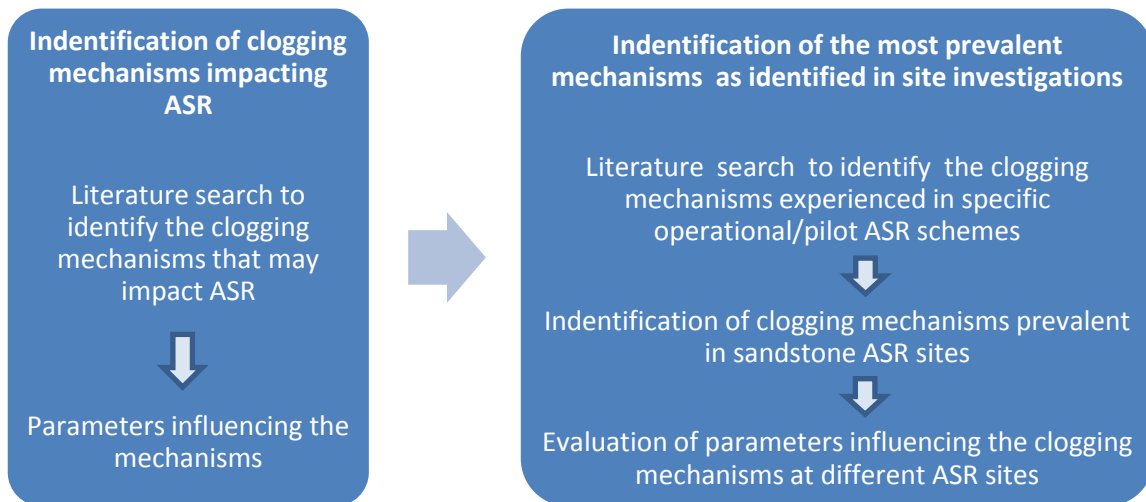 Indentification of clogging
mechanisms impacting
ASR
Literature search to
identify the clogging
mechanisms that may
impact ASR
Parameters influencing the
mechanisms
Indentification of the most prevalent
mechanisms as identified in site investigations
Literature search to identify the clogging
mechanisms experienced in specific
operational/pilot ASR schemes
Indentification of clogging mechanisms prevalent
in sandstone ASR sites
Evaluation of parameters influencing the clogging
mechanisms at different ASR sites